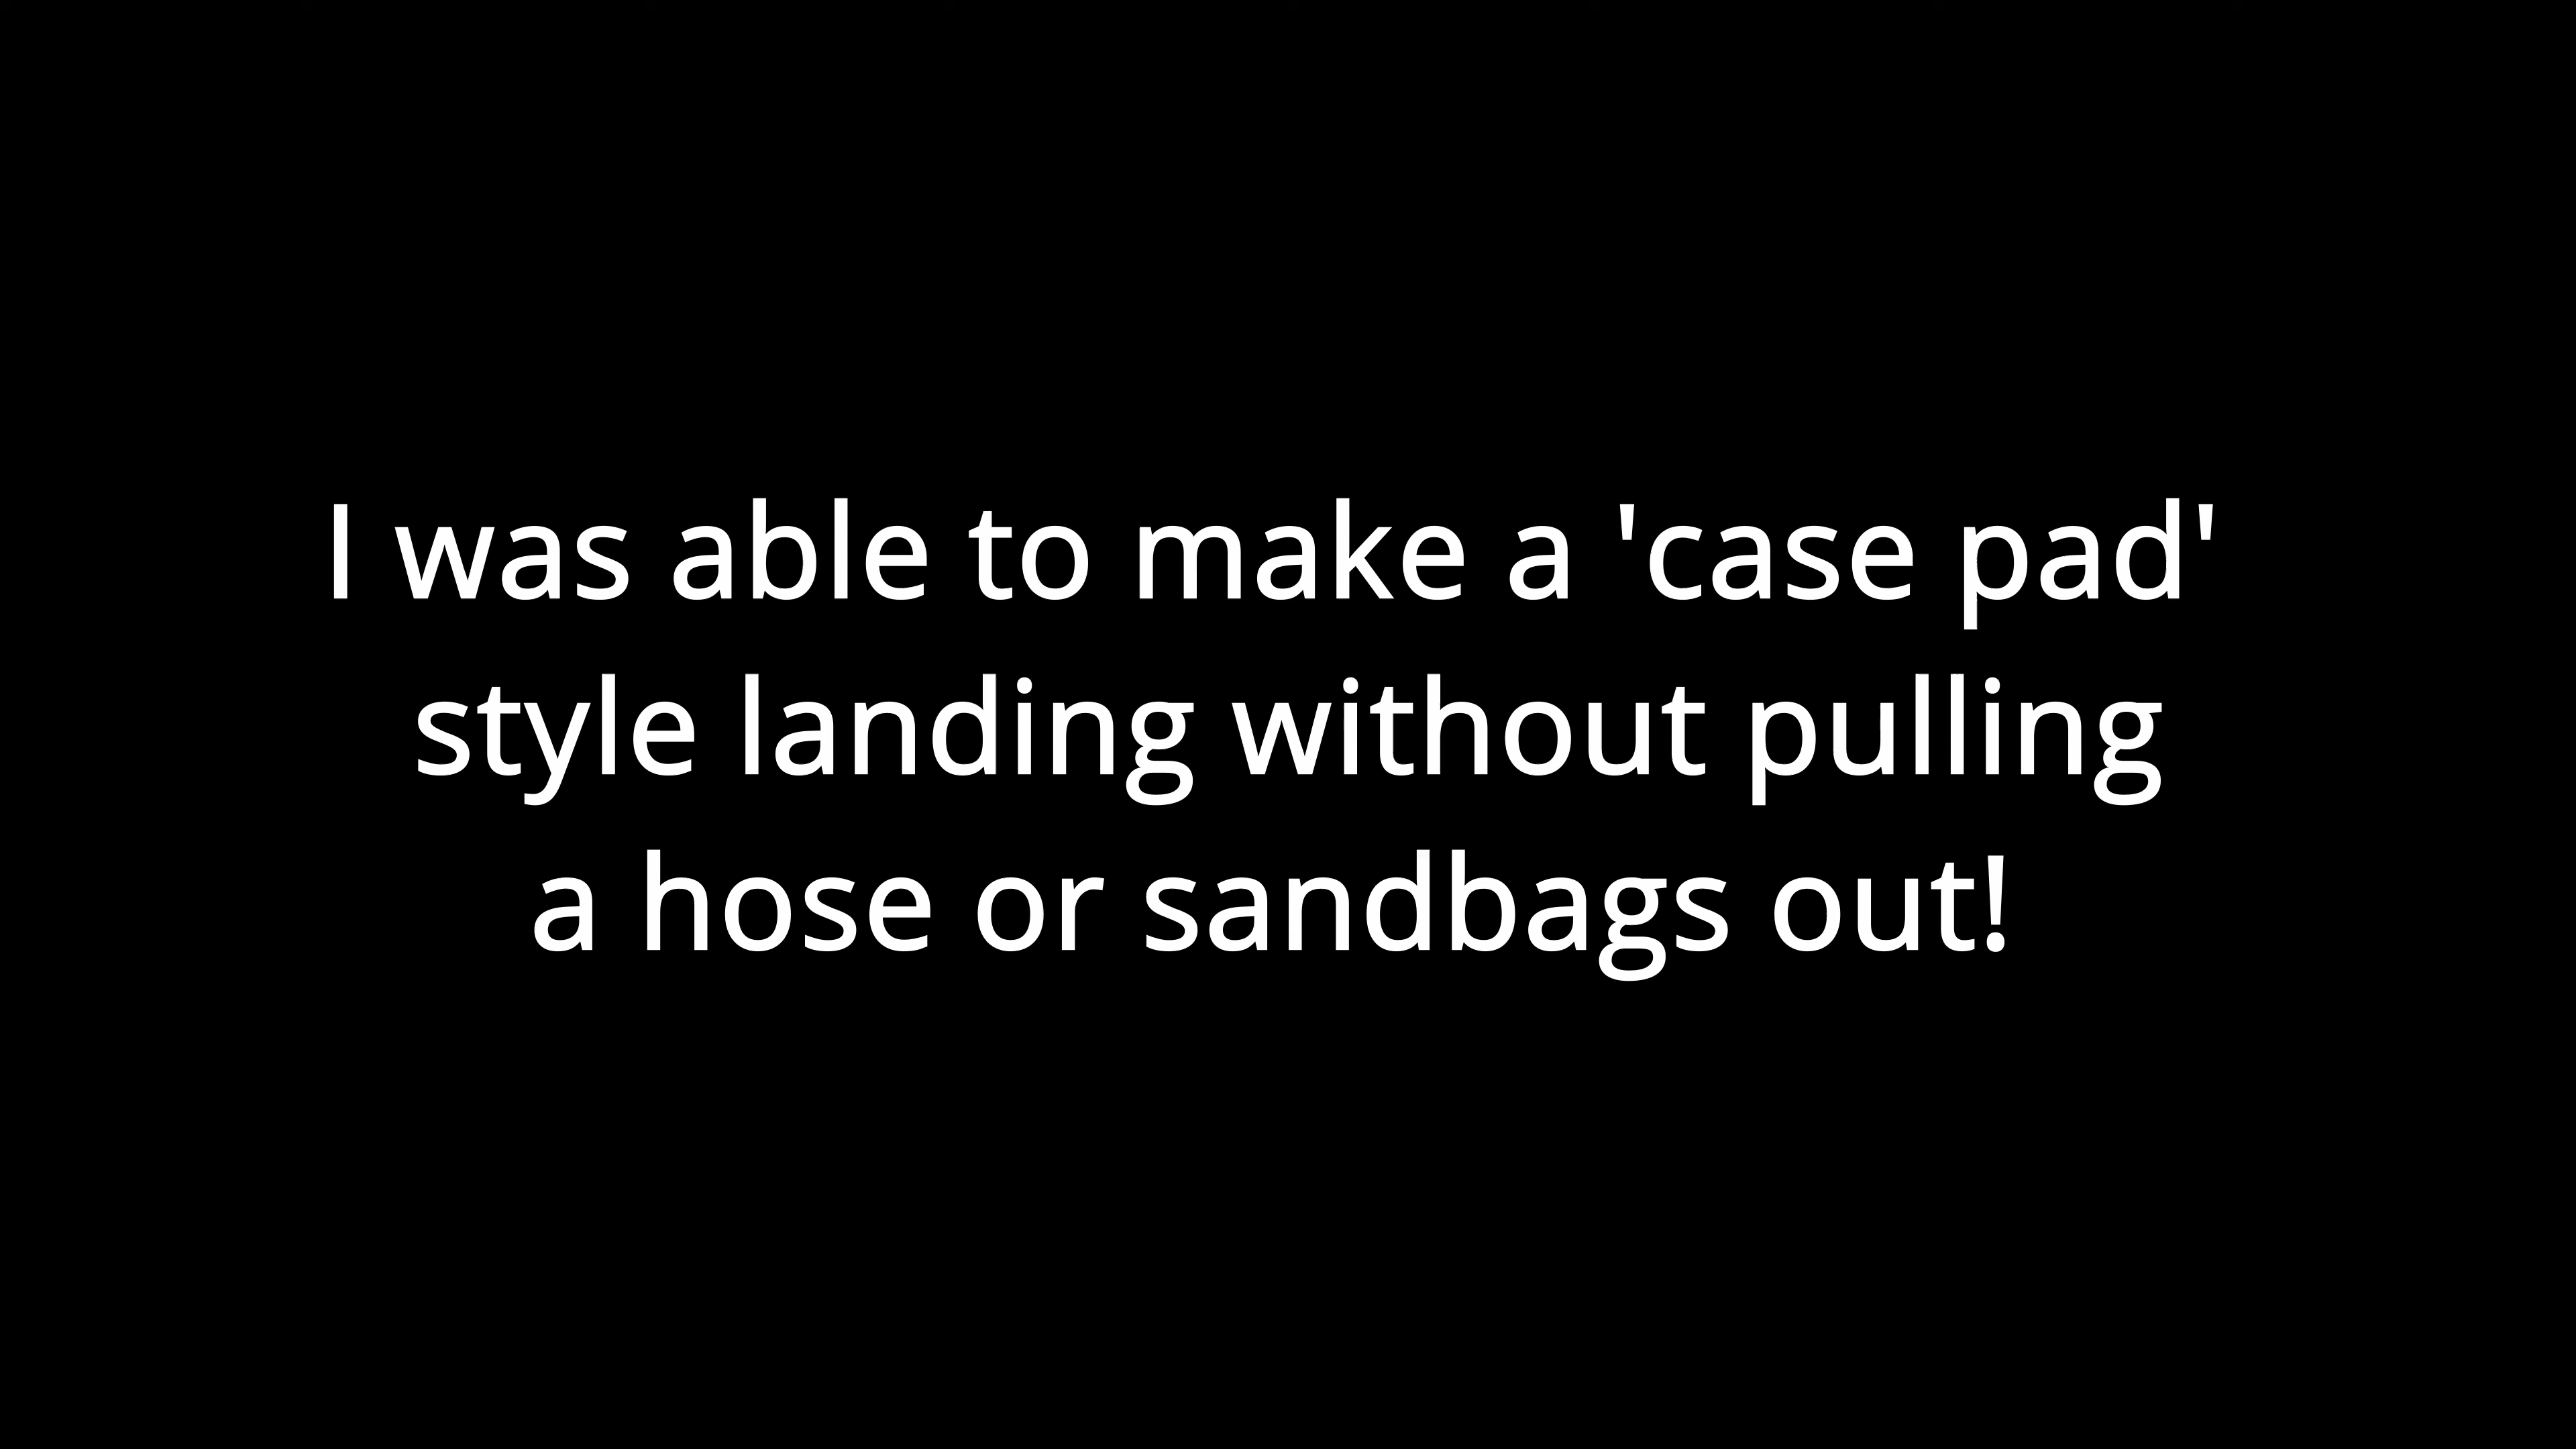 I was able to make a 'case pad'
style landing without pulling
a hose or sandbags out!